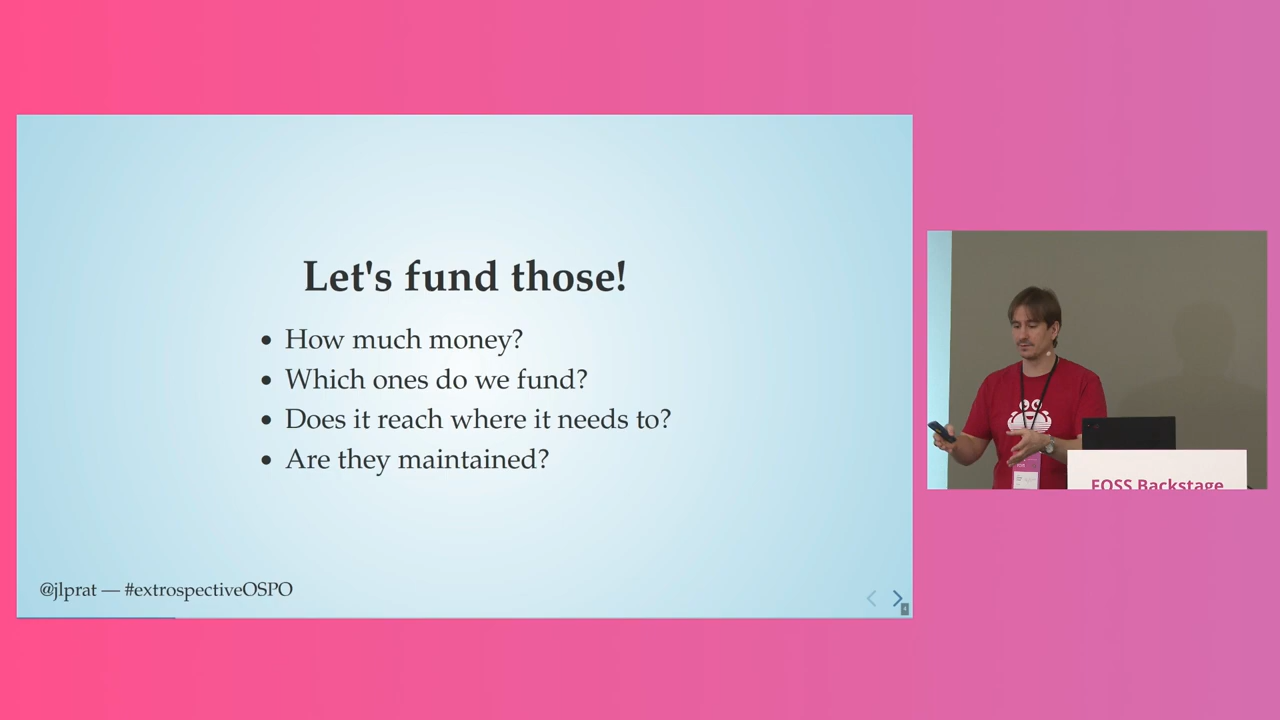 Let's fund those!
• How much money?
• Which ones do we fund?
• Does it reach where it needs to?
• Are they maintained?
@jlprat — #extrospectiveOSPO
4
FOSS Backstage